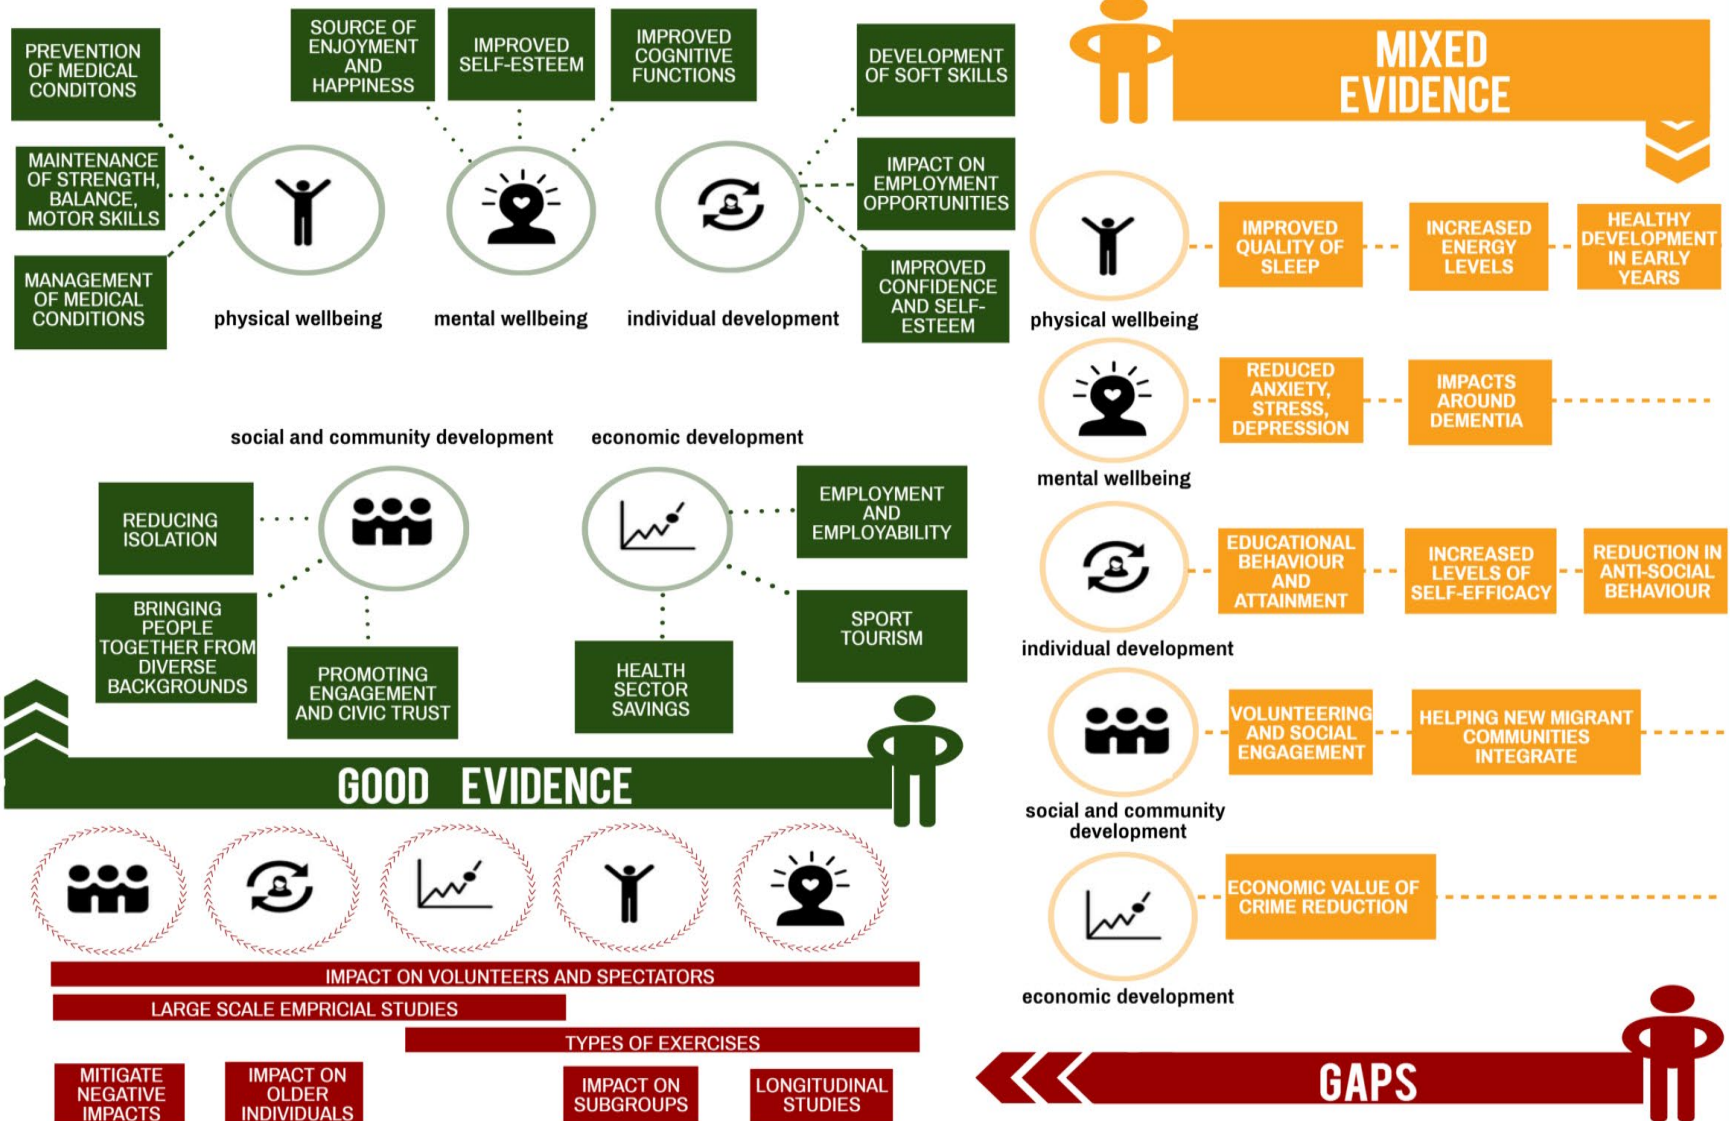 PREVENTION
OF MEDICAL
CONDITONS
SOURCE OF
ENJOYMENT
AND
HAPPINESS
IMPROVED
SELF-ESTEEM
IMPROVED
COGNITIVE
FUNCTIONS
DEVELOPMENT
OF SOFT SKILLS
MAINTENANCE
OF STRENGTH,
BALANCE,
MOTOR SKILLS
IMPACT ON
EMPLOYMENT
OPPORTUNITIES
MANAGEMENT
OF MEDICAL
CONDITIONS
IMPROVED
CONFIDENCE
AND SELF-
ESTEEM
physical wellbeing
mental wellbeing
individual development
social and community development
economic development
REDUCING
ISOLATION
EMPLOYMENT
AND
EMPLOYABILITY
BRINGING
PEOPLE
TOGETHER FROM
DIVERSE
BACKGROUNDS
PROMOTING
ENGAGEMENT
AND CIVIC TRUST
HEALTH
SECTOR
SAVINGS
SPORT
TOURISM
GOOD EVIDENCE
MIXED
EVIDENCE
IMPROVED
QUALITY OF
SLEEP
INCREASED
ENERGY
LEVELS
HEALTHY
DEVELOPMENT
IN EARLY
YEARS
physical wellbeing
REDUCED
ANXIETY,
STRESS,
DEPRESSION
IMPACTS
AROUND
DEMENTIA
mental wellbeing
EDUCATIONAL
BEHAVIOUR
AND
ATTAINMENT
INCREASED
LEVELS OF
SELF-EFFICACY
REDUCTION IN
ANTI-SOCIAL
BEHAVIOUR
individual development
VOLUNTEERING
AND SOCIAL
ENGAGEMENT
HELPING NEW MIGRANT
COMMUNITIES
INTEGRATE
social and community
development
ECONOMIC VALUE OF
CRIME REDUCTION
economic development
IMPACT ON VOLUNTEERS AND SPECTATORS
LARGE SCALE EMPRICIAL STUDIES
TYPES OF EXERCISES
MITIGATE
NEGATIVE
IMPACTS
IMPACT ON
OLDER
INDIVIDUALS
IMPACT ON
SUBGROUPS
LONGITUDINAL
STUDIES
GAPS